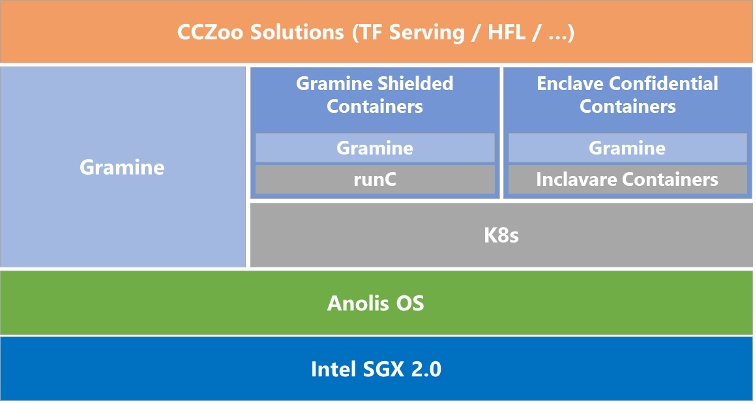 CCZoo Solutions (TF Serving / HFL / ...)
Gramine
Gramine Shielded
Containers
Gramine
runC
Enclave Confidential
Containers
Gramine
Inclavare Containers
K8s
Anolis OS
Intel SGX 2.0